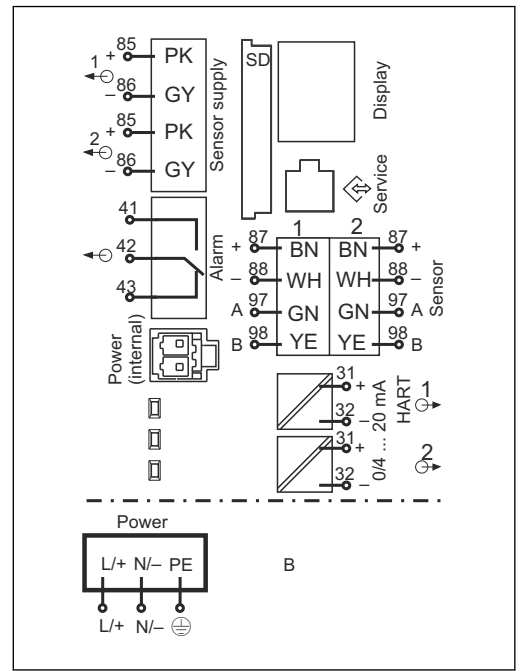 85
1 + PK
86
– GY
85
2 + PK
86
– GY
Sensor supply
SD
Display
Service
41
42
43
Alarm
1 2
+ 87 BN BN 87 +
– 88 WH WH 88 –
A 97 GN GN 97 A
B 98 YE YE 98 B
Sensor
Power
(internal)
31 +
32 –
31 +
32 –
0/4 ... 20 mA
HART
1
2
Power
L/+ N/– PE
L/+ N/–
B